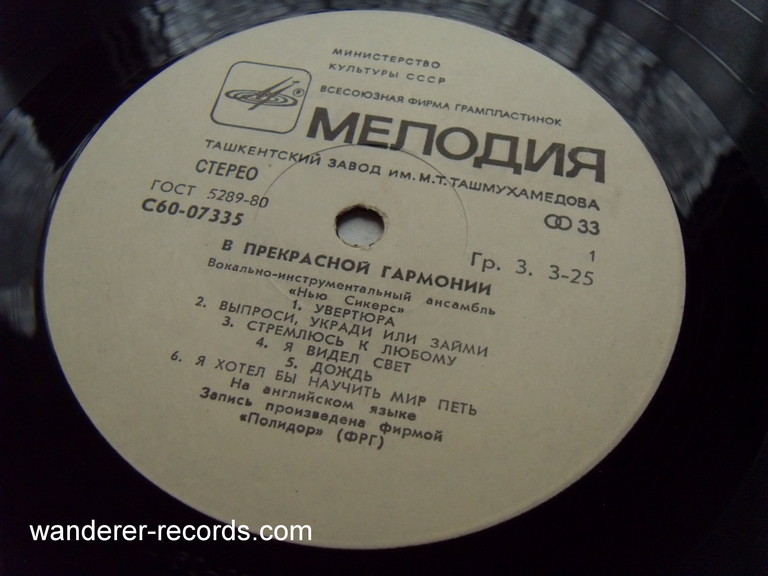 МИНИСТЕРСТВО
КУЛЬТУРЫ СССР
ВСЕСОЮЗНАЯ ФИРМА ГРАМПЛАСТИНОК
®
МЕЛОДИЯ
ТАШКЕНТСКИЙ ЗАВОД им. М.Т. ТАШМУХАМЕДОВА
СТЕРЕО
33
ГОСТ 5289-80
1
С60-07335
Гр. 3. 3-25
В ПРЕКРАСНОЙ ГАРМОНИИ
Вокально-инструментальный ансамбль
«Нью Сикерс»
1. УВЕРТЮРА
2. ВЫПРОСИ, УКРАДИ ИЛИ ЗАЙМИ
3. СТРЕМЛЮСЬ К ЛЮБОМУ
4. Я ВИДЕЛ СВЕТ
5. ДОЖДЬ
6. Я ХОТЕЛ БЫ НАУЧИТЬ МИР ПЕТЬ
На английском языке
Запись произведена фирмой
«Полидор» (ФРГ)
wanderer-records.com